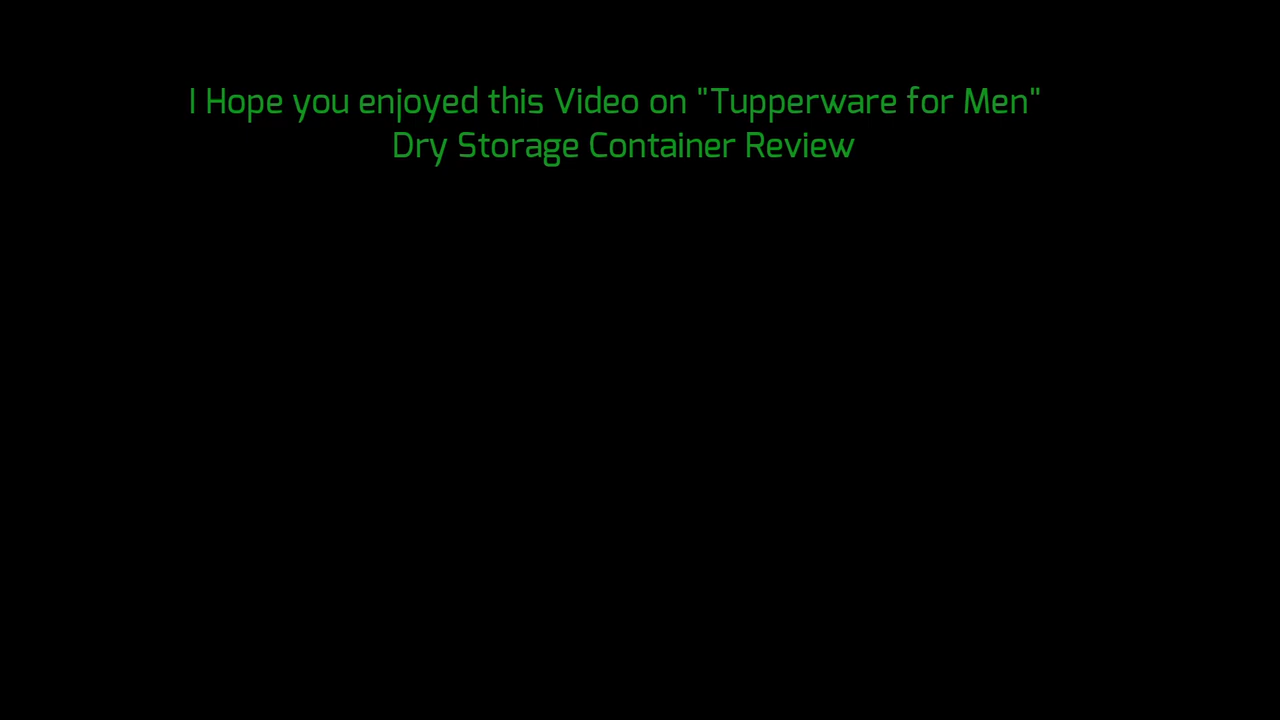 I Hope you enjoyed this Video on "Tupperware for Men"
Dry Storage Container Review